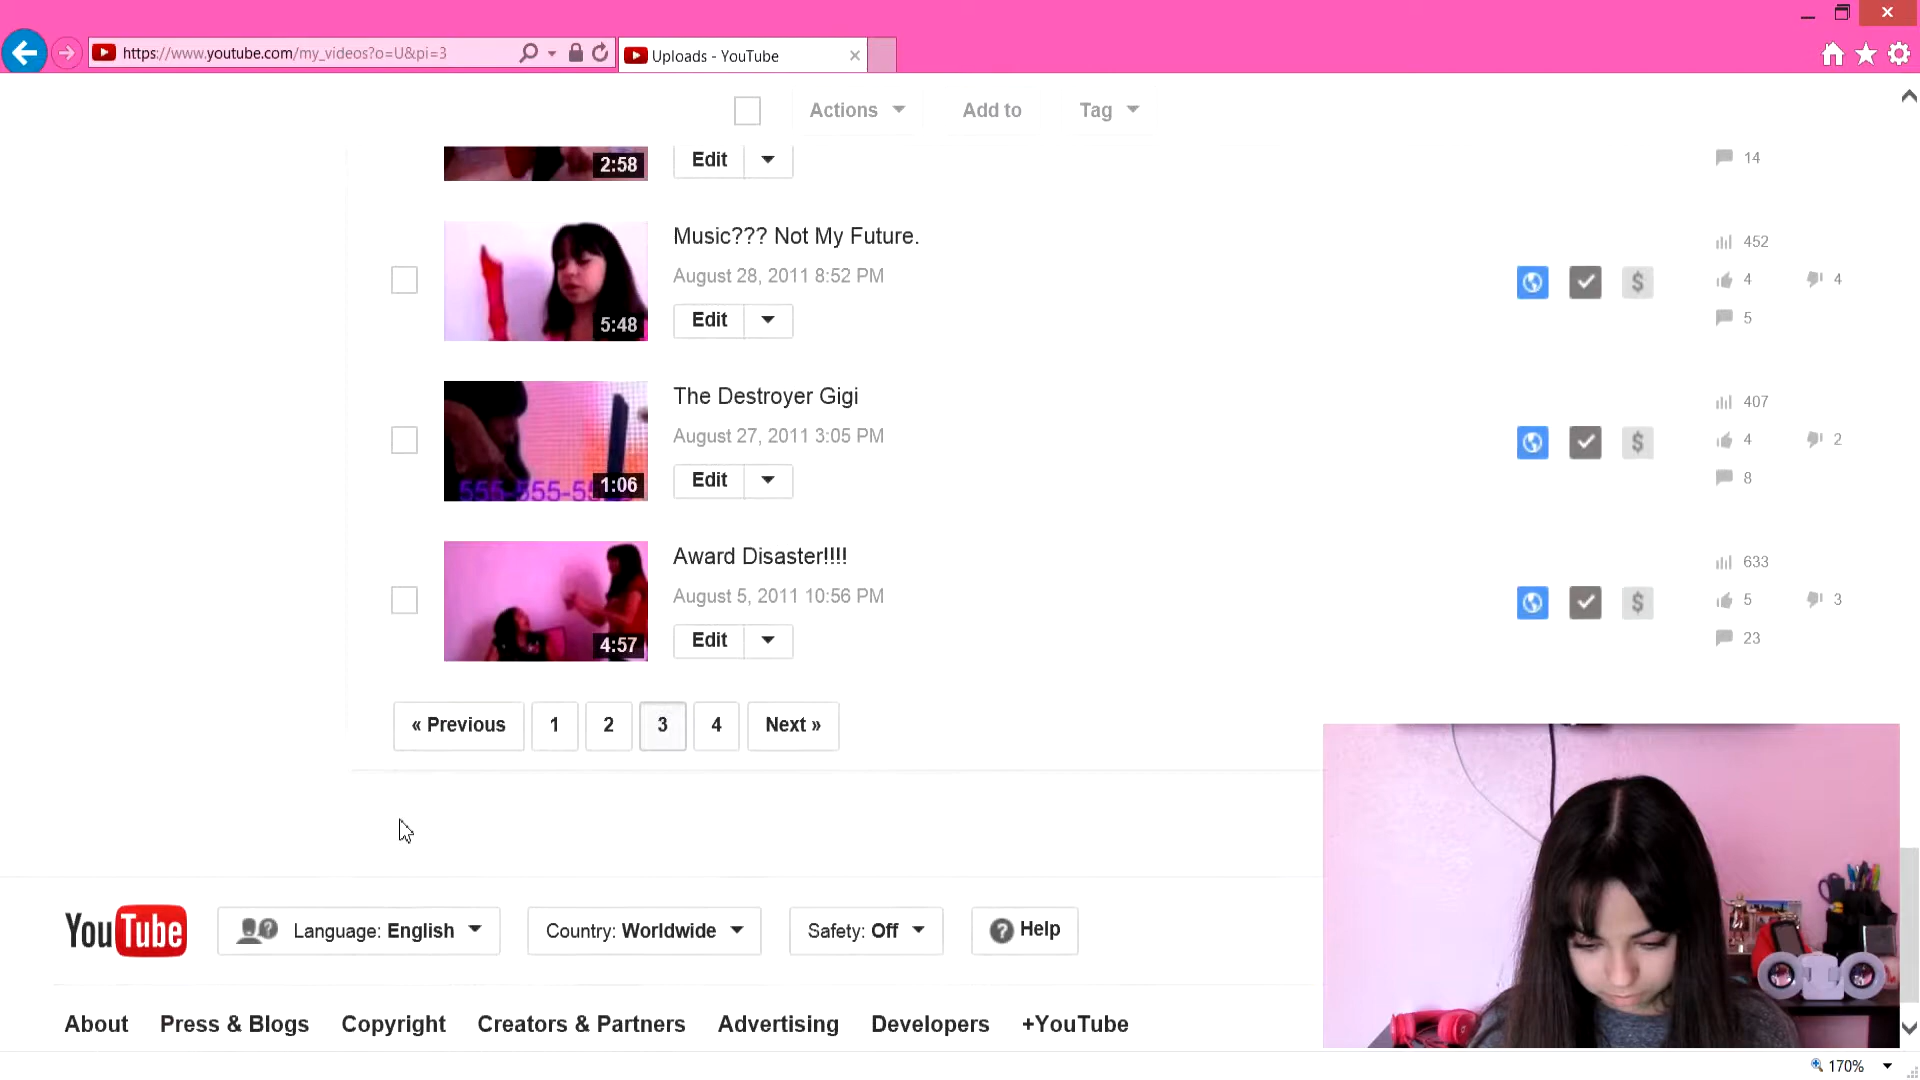 https://www.youtube.com/my_videos?o=U&pi=3
Uploads - YouTube
Actions
Add to
Tag
2:58
Edit
14
Music??? Not My Future.
August 28, 2011 8:52 PM
Edit
5:48
452
4
4
5
The Destroyer Gigi
August 27, 2011 3:05 PM
Edit
1:06
407
4
2
8
Award Disaster!!!!
August 5, 2011 10:56 PM
Edit
4:57
633
5
3
23
« Previous 1 2 3 4 Next »
YouTube
Language: English
Country: Worldwide
Safety: Off
Help
About Press & Blogs Copyright Creators & Partners Advertising Developers +YouTube
170%